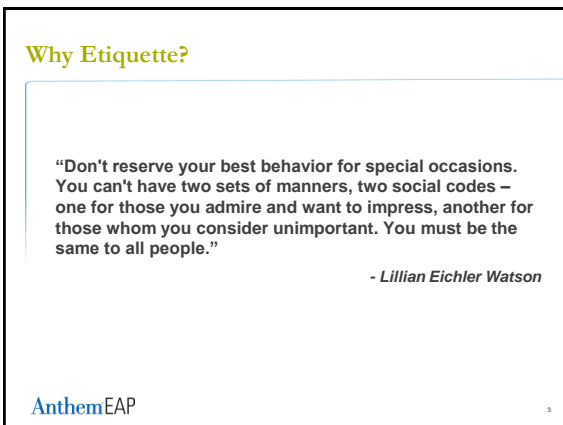 Why Etiquette?
“Don't reserve your best behavior for special occasions.
You can't have two sets of manners, two social codes –
one for those you admire and want to impress, another for
those whom you consider unimportant. You must be the
same to all people.”
- Lillian Eichler Watson
Anthem EAP
3